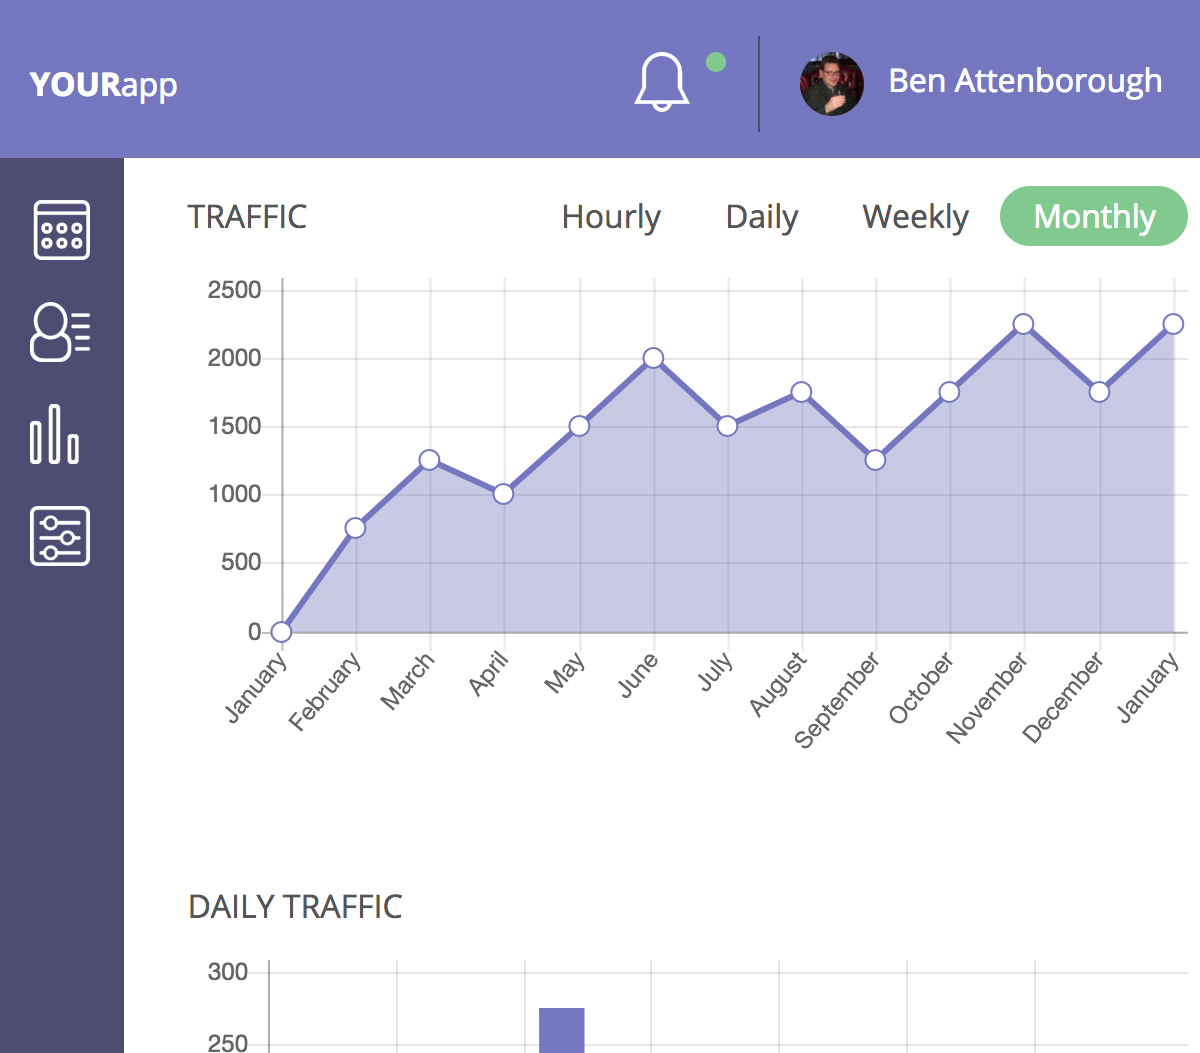 YOURapp
Ben Attenborough
TRAFFIC
Hourly
Daily
Weekly
Monthly
2500
2000
1500
1000
500
0
January
February
March
April
May
June
July
August
September
October
November
December
January
DAILY TRAFFIC
300
250